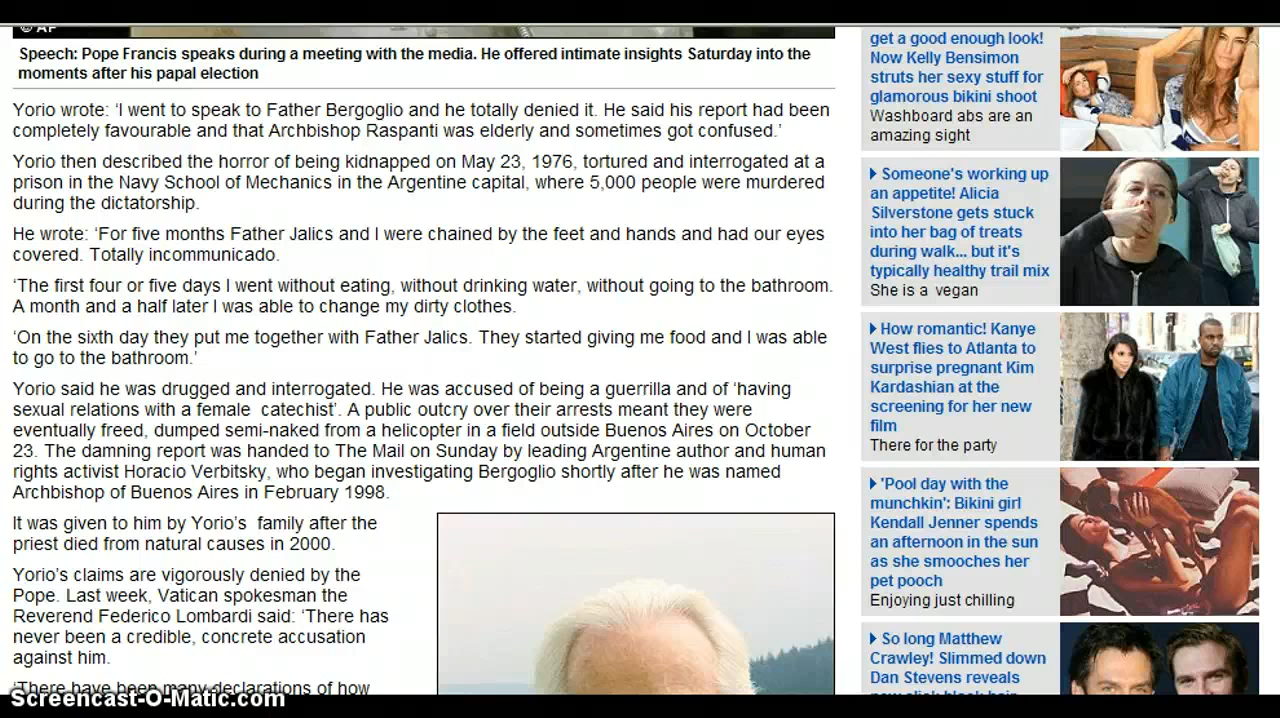 © AP
Speech: Pope Francis speaks during a meeting with the media. He offered intimate insights Saturday into the
moments after his papal election
Yorio wrote: ‘I went to speak to Father Bergoglio and he totally denied it. He said his report had been
completely favourable and that Archbishop Raspanti was elderly and sometimes got confused.’
Yorio then described the horror of being kidnapped on May 23, 1976, tortured and interrogated at a
prison in the Navy School of Mechanics in the Argentine capital, where 5,000 people were murdered
during the dictatorship.
He wrote: ‘For five months Father Jalics and I were chained by the feet and hands and had our eyes
covered. Totally incommunicado.
‘The first four or five days I went without eating, without drinking water, without going to the bathroom.
A month and a half later I was able to change my dirty clothes.
‘On the sixth day they put me together with Father Jalics. They started giving me food and I was able
to go to the bathroom.’
Yorio said he was drugged and interrogated. He was accused of being a guerrilla and of ‘having
sexual relations with a female catechist’. A public outcry over their arrests meant they were
eventually freed, dumped semi-naked from a helicopter in a field outside Buenos Aires on October
23. The damning report was handed to The Mail on Sunday by leading Argentine author and human
rights activist Horacio Verbitsky, who began investigating Bergoglio shortly after he was named
Archbishop of Buenos Aires in February 1998.
It was given to him by Yorio’s family after the
priest died from natural causes in 2000.
Yorio’s claims are vigorously denied by the
Pope. Last week, Vatican spokesman the
Reverend Federico Lombardi said: ‘There has
never been a credible, concrete accusation
against him.
‘There have been many declarations of how
get a good enough look!
Now Kelly Bensimon
struts her sexy stuff for
glamorous bikini shoot
Washboard abs are an
amazing sight
Someone's working up
an appetite! Alicia
Silverstone gets stuck
into her bag of treats
during walk... but it's
typically healthy trail mix
She is a vegan
How romantic! Kanye
West flies to Atlanta to
surprise pregnant Kim
Kardashian at the
screening for her new
film
There for the party
'Pool day with the
munchkin': Bikini girl
Kendall Jenner spends
an afternoon in the sun
as she smooches her
pet pooch
Enjoying just chilling
So long Matthew
Crawley! Slimmed down
Dan Stevens reveals
Screencast-O-Matic.com